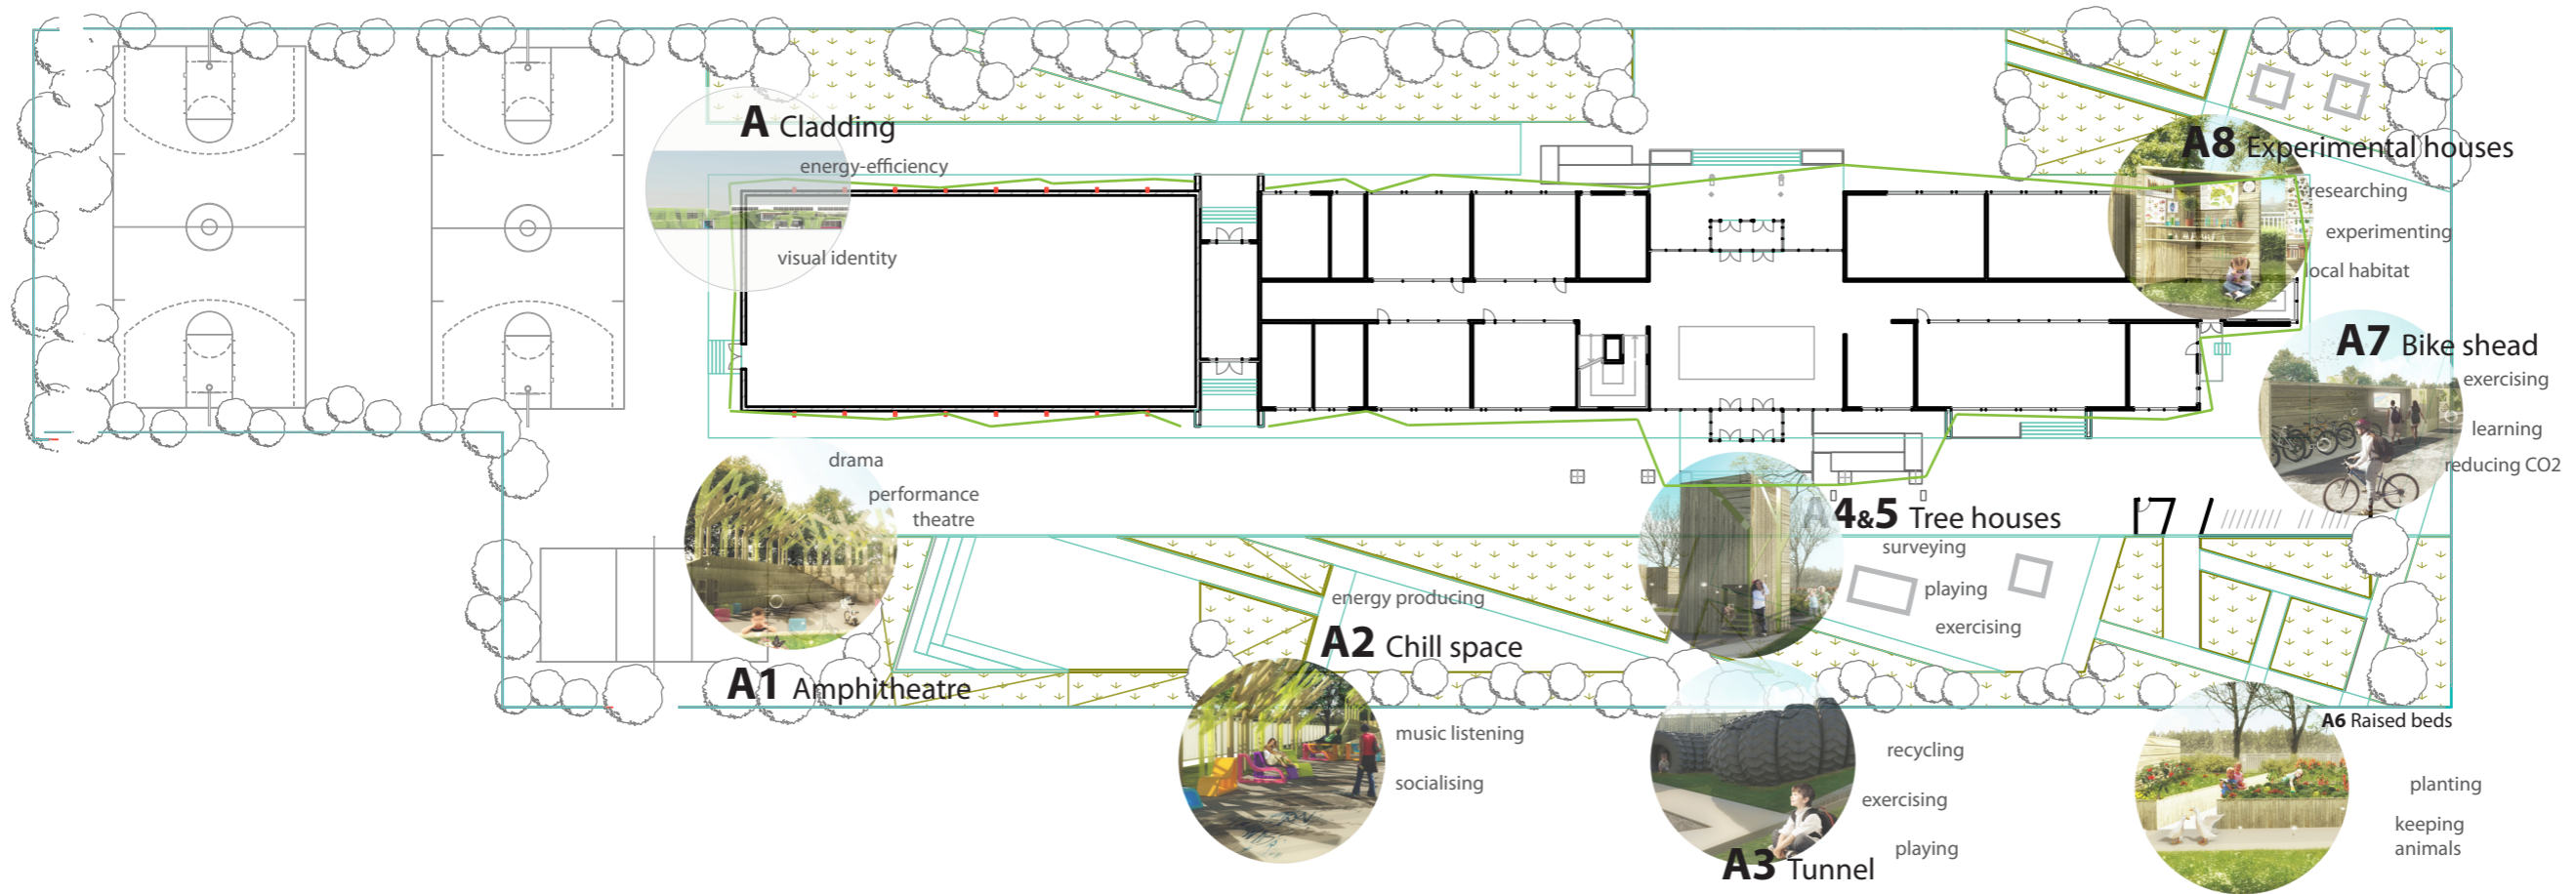 A Cladding
energy-efficiency
visual identity
A8 Experimental houses
researching
experimenting
ocal habitat
A7 Bike shead
exercising
learning
reducing CO2
drama
performance
theatre
A1 Amphitheatre
energy producing
A2 Chill space
music listening
socialising
A4&5 Tree houses
surveying
playing
exercising
recycling
exercising
playing
A3 Tunnel
A6 Raised beds
planting
keeping
animals